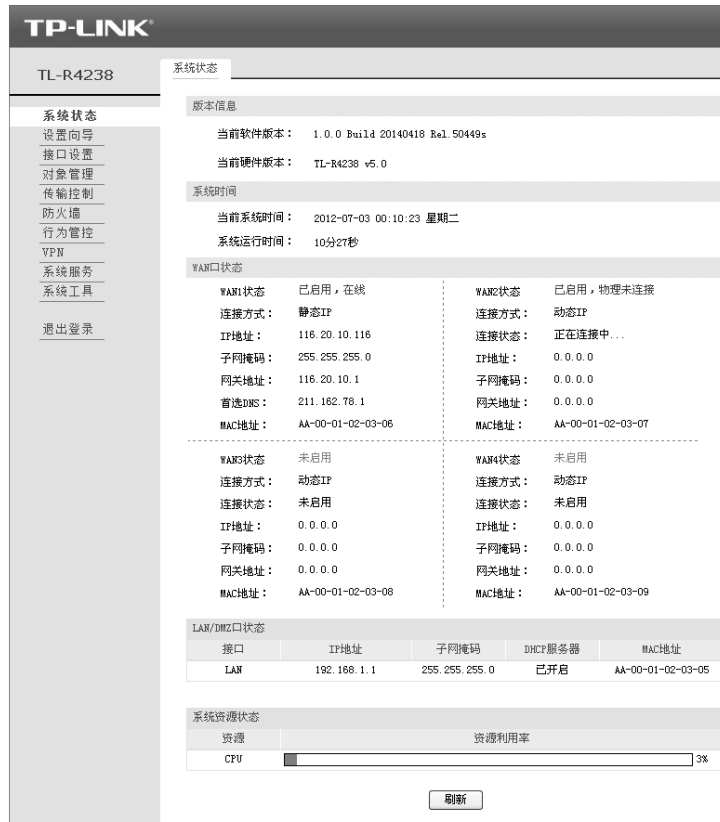 TP-LINK®
TL-R4238
系统状态
设置向导
接口设置
对象管理
传输控制
防火墙
行为管控
VPN
系统服务
系统工具
退出登录
系统状态
版本信息
当前软件版本： 1.0.0 Build 20140418 Rel.50449s
当前硬件版本： TL-R4238 v5.0
系统时间
当前系统时间： 2012-07-03 00:10:23 星期二
系统运行时间： 10分27秒
WAN口状态
WAN1状态 已启用，在线
连接方式： 静态IP
IP地址： 116.20.10.116
子网掩码： 255.255.255.0
网关地址： 116.20.10.1
首选DNS： 211.162.78.1
MAC地址： AA-00-01-02-03-06
WAN2状态 已启用，物理未连接
连接方式： 动态IP
连接状态： 正在连接中...
IP地址： 0.0.0.0
子网掩码： 0.0.0.0
网关地址： 0.0.0.0
MAC地址： AA-00-01-02-03-07
WAN3状态 未启用
连接方式： 动态IP
连接状态： 未启用
IP地址： 0.0.0.0
子网掩码： 0.0.0.0
网关地址： 0.0.0.0
MAC地址： AA-00-01-02-03-08
WAN4状态 未启用
连接方式： 动态IP
连接状态： 未启用
IP地址： 0.0.0.0
子网掩码： 0.0.0.0
网关地址： 0.0.0.0
MAC地址： AA-00-01-02-03-09
LAN/DMZ口状态
接口 IP地址 子网掩码 DHCP服务器 MAC地址
LAN 192.168.1.1 255.255.255.0 已开启 AA-00-01-02-03-05
系统资源状态
资源 资源利用率
CPU 3%
刷新